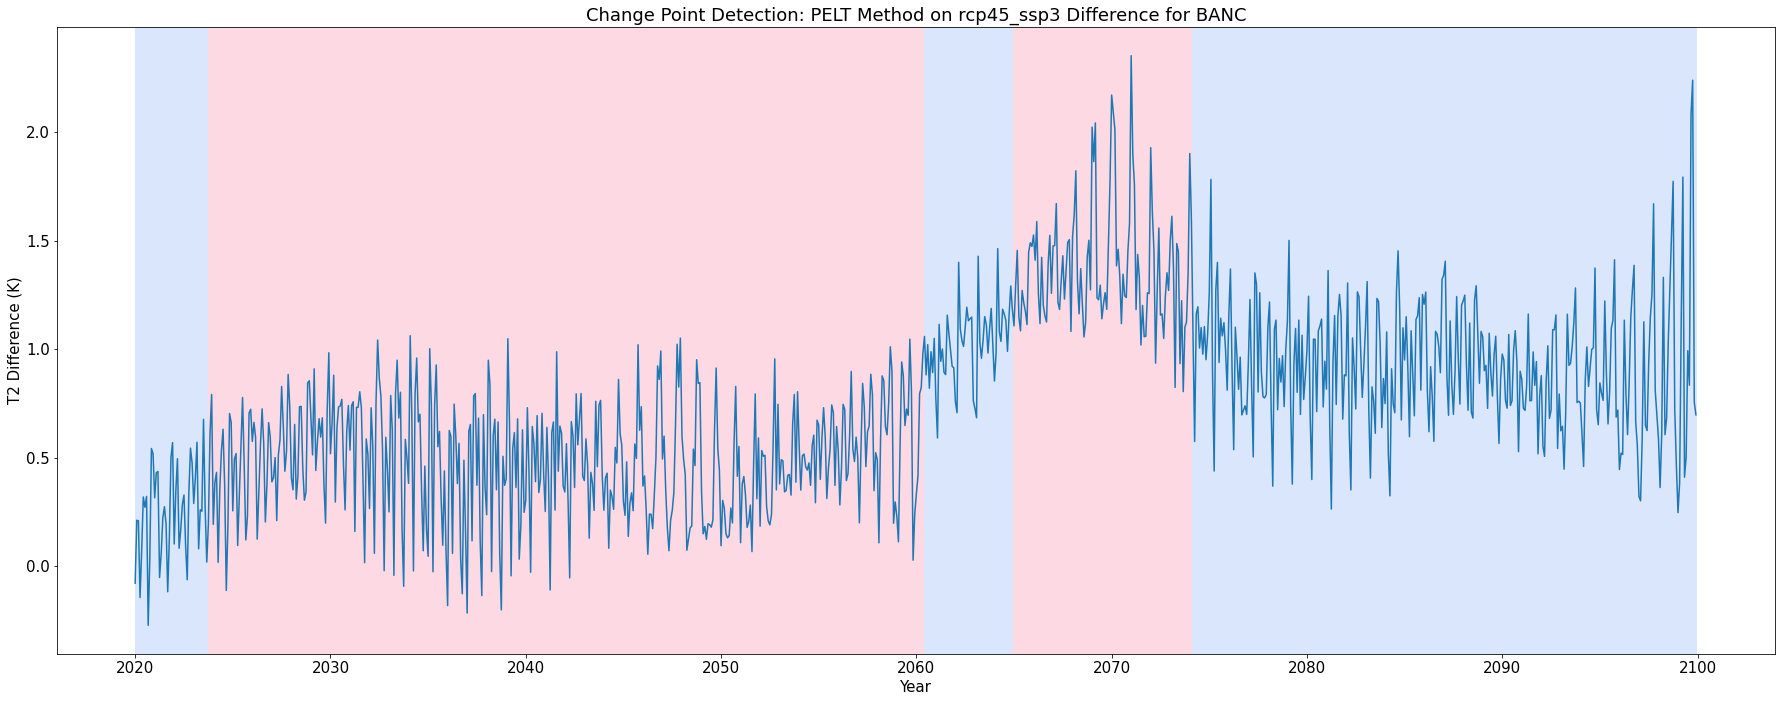 Change Point Detection: PELT Method on rcp45_ssp3 Difference for BANC
T2 Difference (K)
2.0
1.5
1.0
0.5
0.0
2020 2030 2040 2050 2060 2070 2080 2090 2100
Year